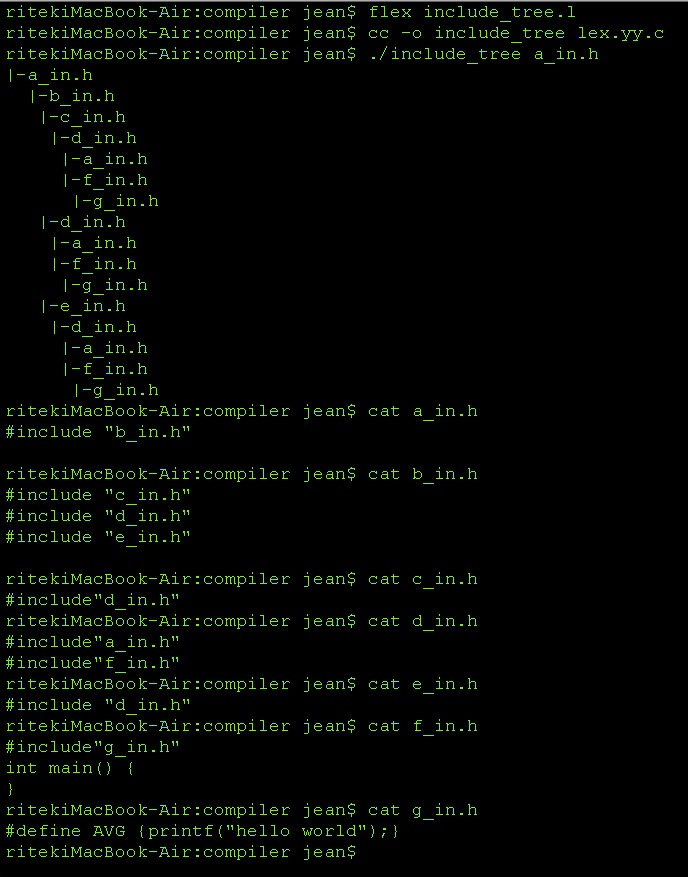 ritekiMacBook-Air:compiler jean$ flex include_tree.l
ritekiMacBook-Air:compiler jean$ cc -o include_tree lex.yy.c
ritekiMacBook-Air:compiler jean$ ./include_tree a_in.h
|-a_in.h
  |-b_in.h
   |-c_in.h
    |-d_in.h
     |-a_in.h
     |-f_in.h
      |-g_in.h
   |-d_in.h
    |-a_in.h
    |-f_in.h
     |-g_in.h
   |-e_in.h
    |-d_in.h
     |-a_in.h
     |-f_in.h
      |-g_in.h
ritekiMacBook-Air:compiler jean$ cat a_in.h
#include "b_in.h"

ritekiMacBook-Air:compiler jean$ cat b_in.h
#include "c_in.h"
#include "d_in.h"
#include "e_in.h"

ritekiMacBook-Air:compiler jean$ cat c_in.h
#include"d_in.h"
ritekiMacBook-Air:compiler jean$ cat d_in.h
#include"a_in.h"
#include"f_in.h"
ritekiMacBook-Air:compiler jean$ cat e_in.h
#include "d_in.h"
ritekiMacBook-Air:compiler jean$ cat f_in.h
#include"g_in.h"
int main() {
}
ritekiMacBook-Air:compiler jean$ cat g_in.h
#define AVG {printf("hello world");}
ritekiMacBook-Air:compiler jean$